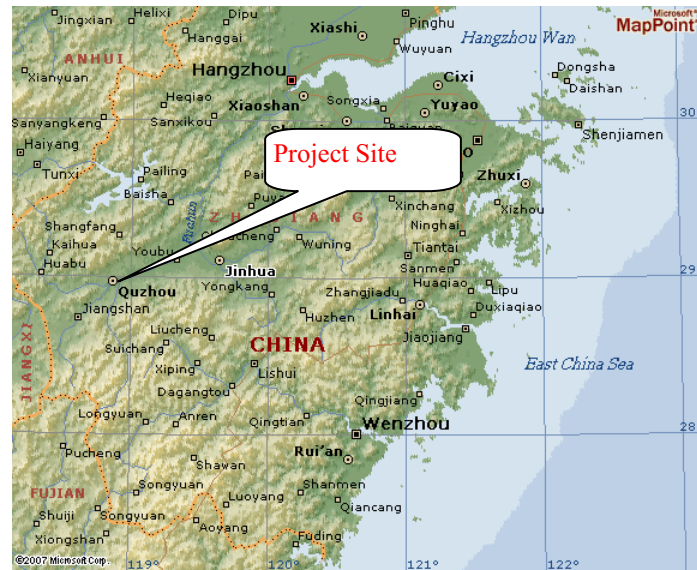 Jingxian
Helixi
Dipu
Xiashi
Pinghu
Microsoft®
MapPoint®
Hanggai
Wuyuan
Hangzhou Wan
ANHUI
Hangzhou
Dongsha
Xianyuan
Cixi
Daishan
Heqiao
Xiaoshan
Songxia
Yuyao
Sanyangkeng
Sanxikou
30
Haiyang
Shenjiamen
Project Site
Tunxi
Pailing
Zhuxi
Baisha
Xinchang
Xizhou
Shangfang
ZHEJIANG
Ninghai
Kaihua
Wuning
Tiantai
Huabu
Youbu
Sanmen
Jinhua
29
Quzhou
Yongkang
Huaqiao
Lipu
Zhangjiadu
Jiangshan
Linhai
Duxiaqiao
Huzhen
Liucheng
Jiaojiang
Suichang
CHINA
JIANGXI
Xiping
Lishui
East China Sea
Dagangtou
Qingjiang
Longyuan
Anren
Qingtian
Wenzhou
28
Pucheng
Rui'an
Shawan
FUJIAN
Shanmen
Luoyang
Qiancang
Shuiji
Songyuan
Songyuan
Aoyang
Xiongshan
Fuding
©2007 Microsoft Corp.
119°
120°
121°
122°